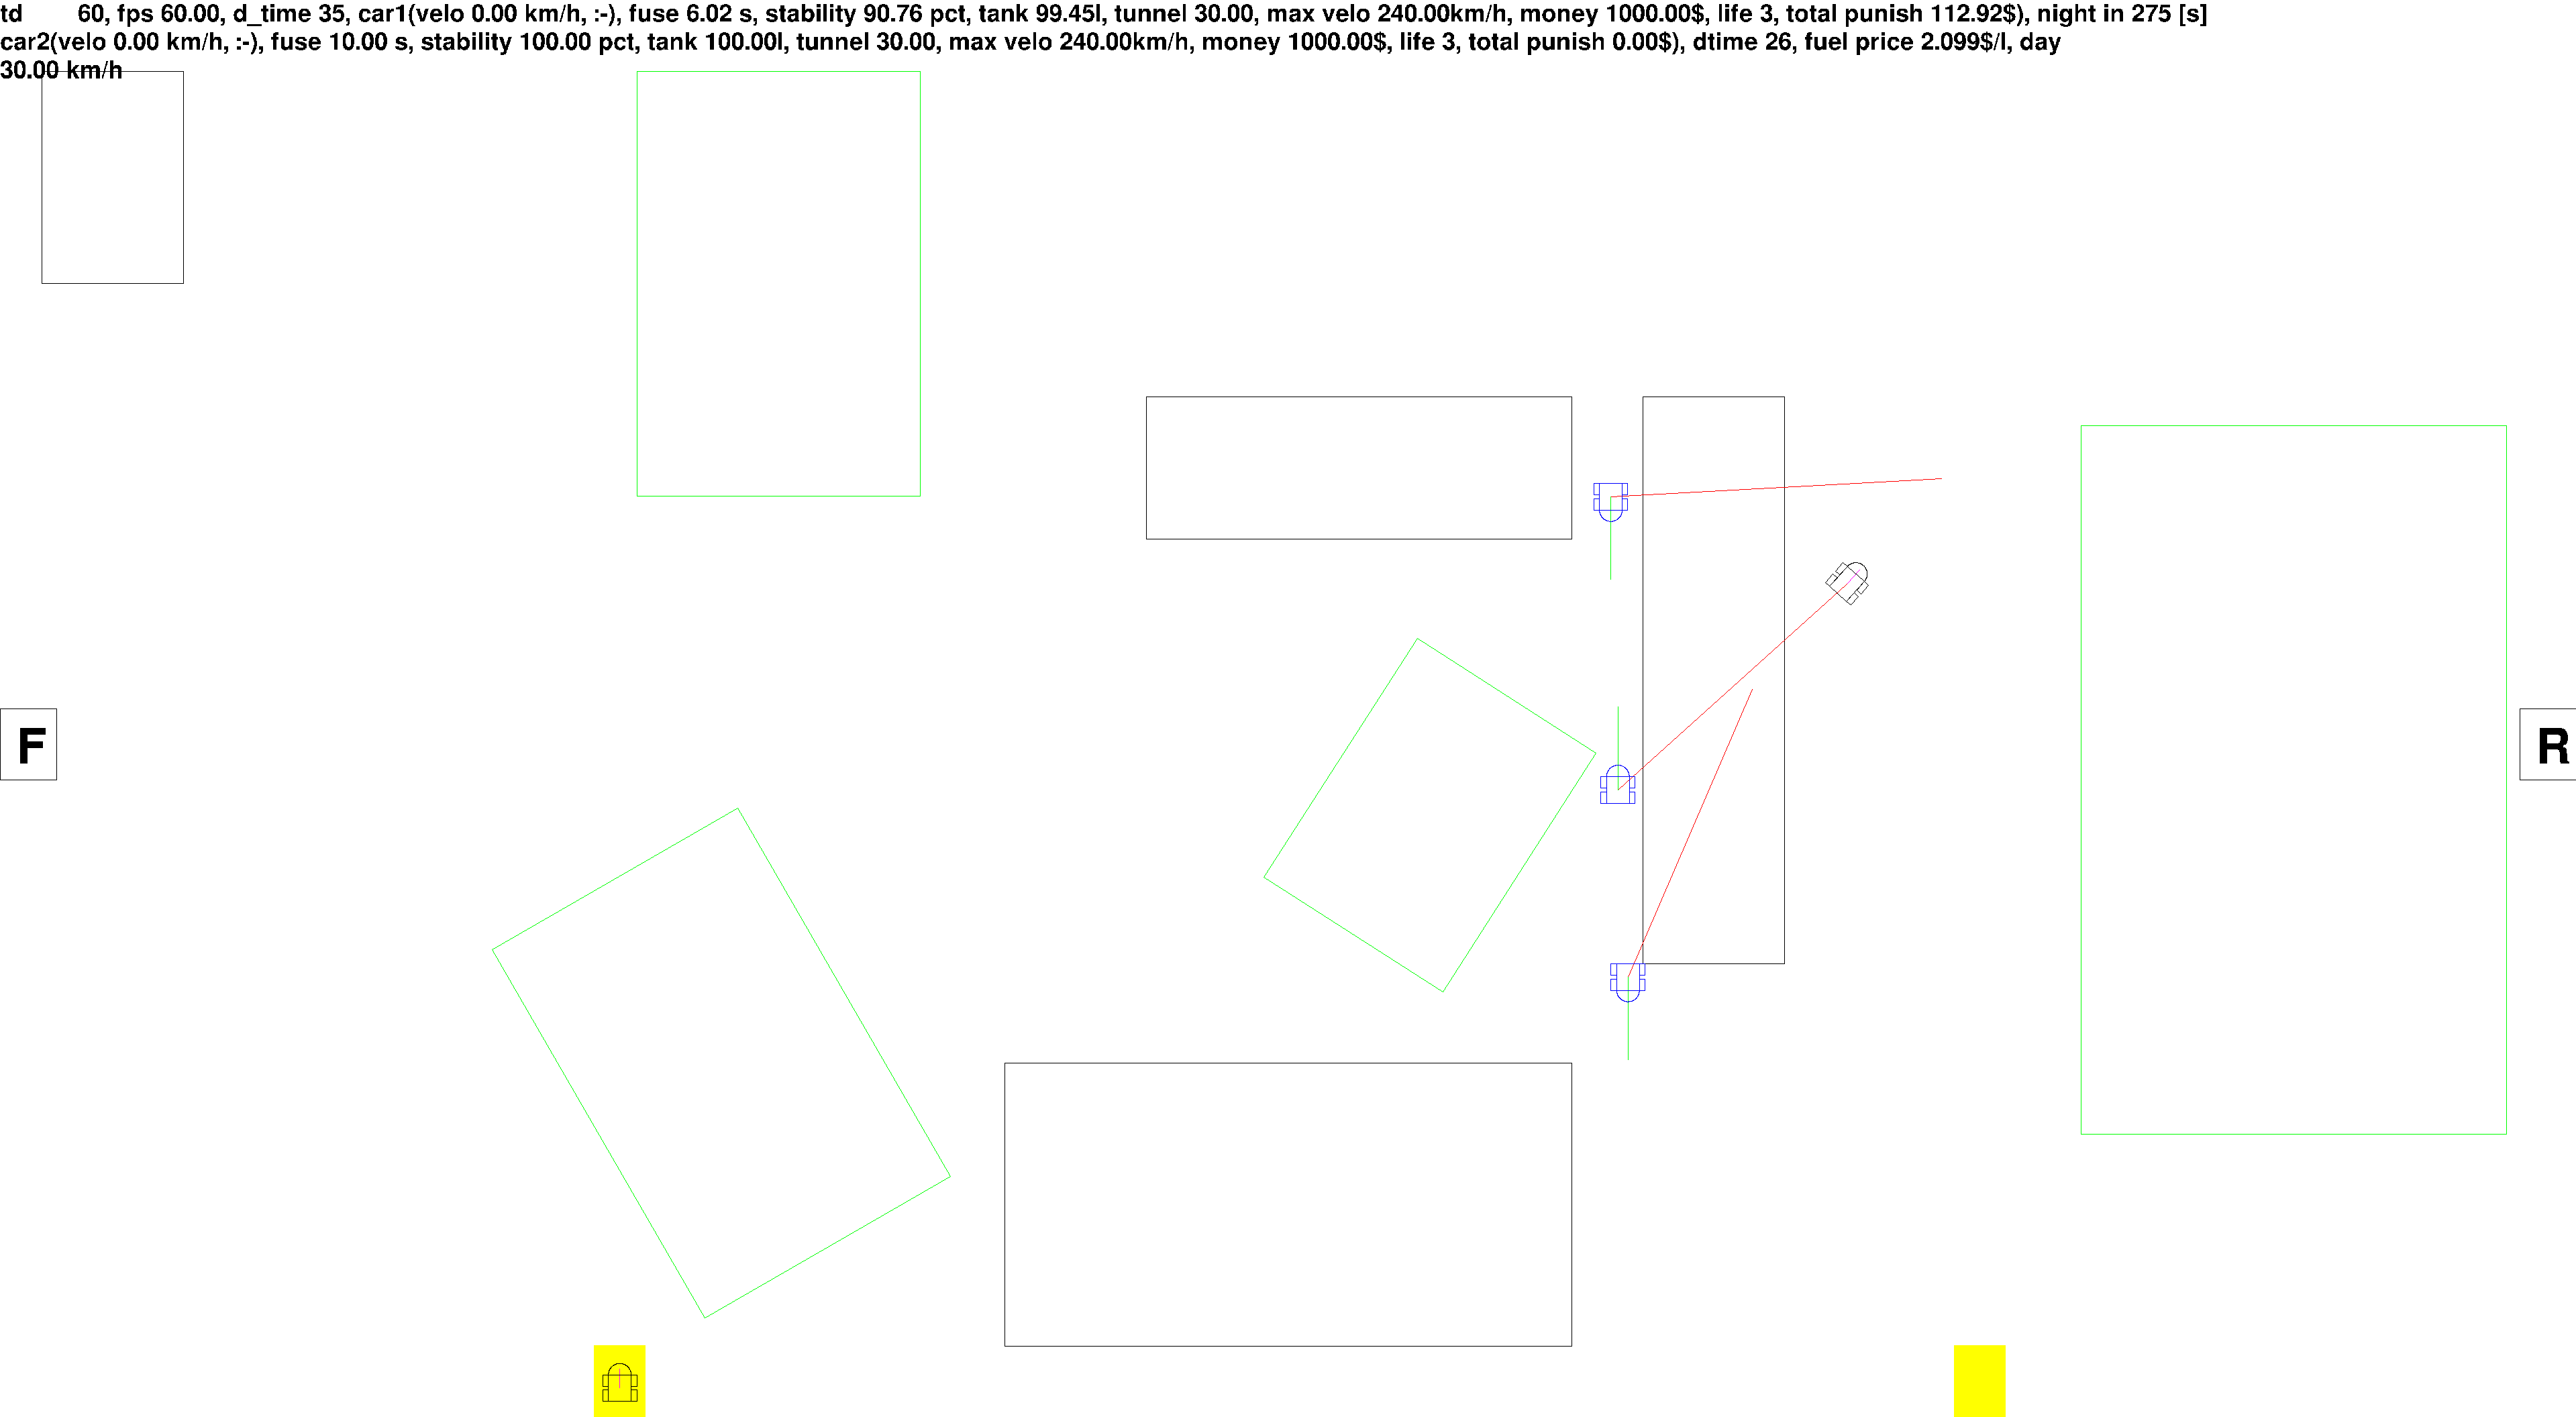 td 60, fps 60.00, d_time 35, car1(velo 0.00 km/h, :-), fuse 6.02 s, stability 90.76 pct, tank 99.45l, tunnel 30.00, max velo 240.00km/h, money 1000.00$, life 3, total punish 112.92$), night in 275 [s]
car2(velo 0.00 km/h, :-), fuse 10.00 s, stability 100.00 pct, tank 100.00l, tunnel 30.00, max velo 240.00km/h, money 1000.00$, life 3, total punish 0.00$), dtime 26, fuel price 2.099$/l, day
30.00 km/h
F
R